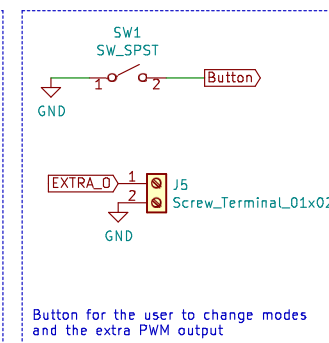 SW1
SW_SPST
1
2
Button
GND
EXTRA_O
1
2
J5
Screw_Terminal_01x02
GND
Button for the user to change modes
and the extra PWM output